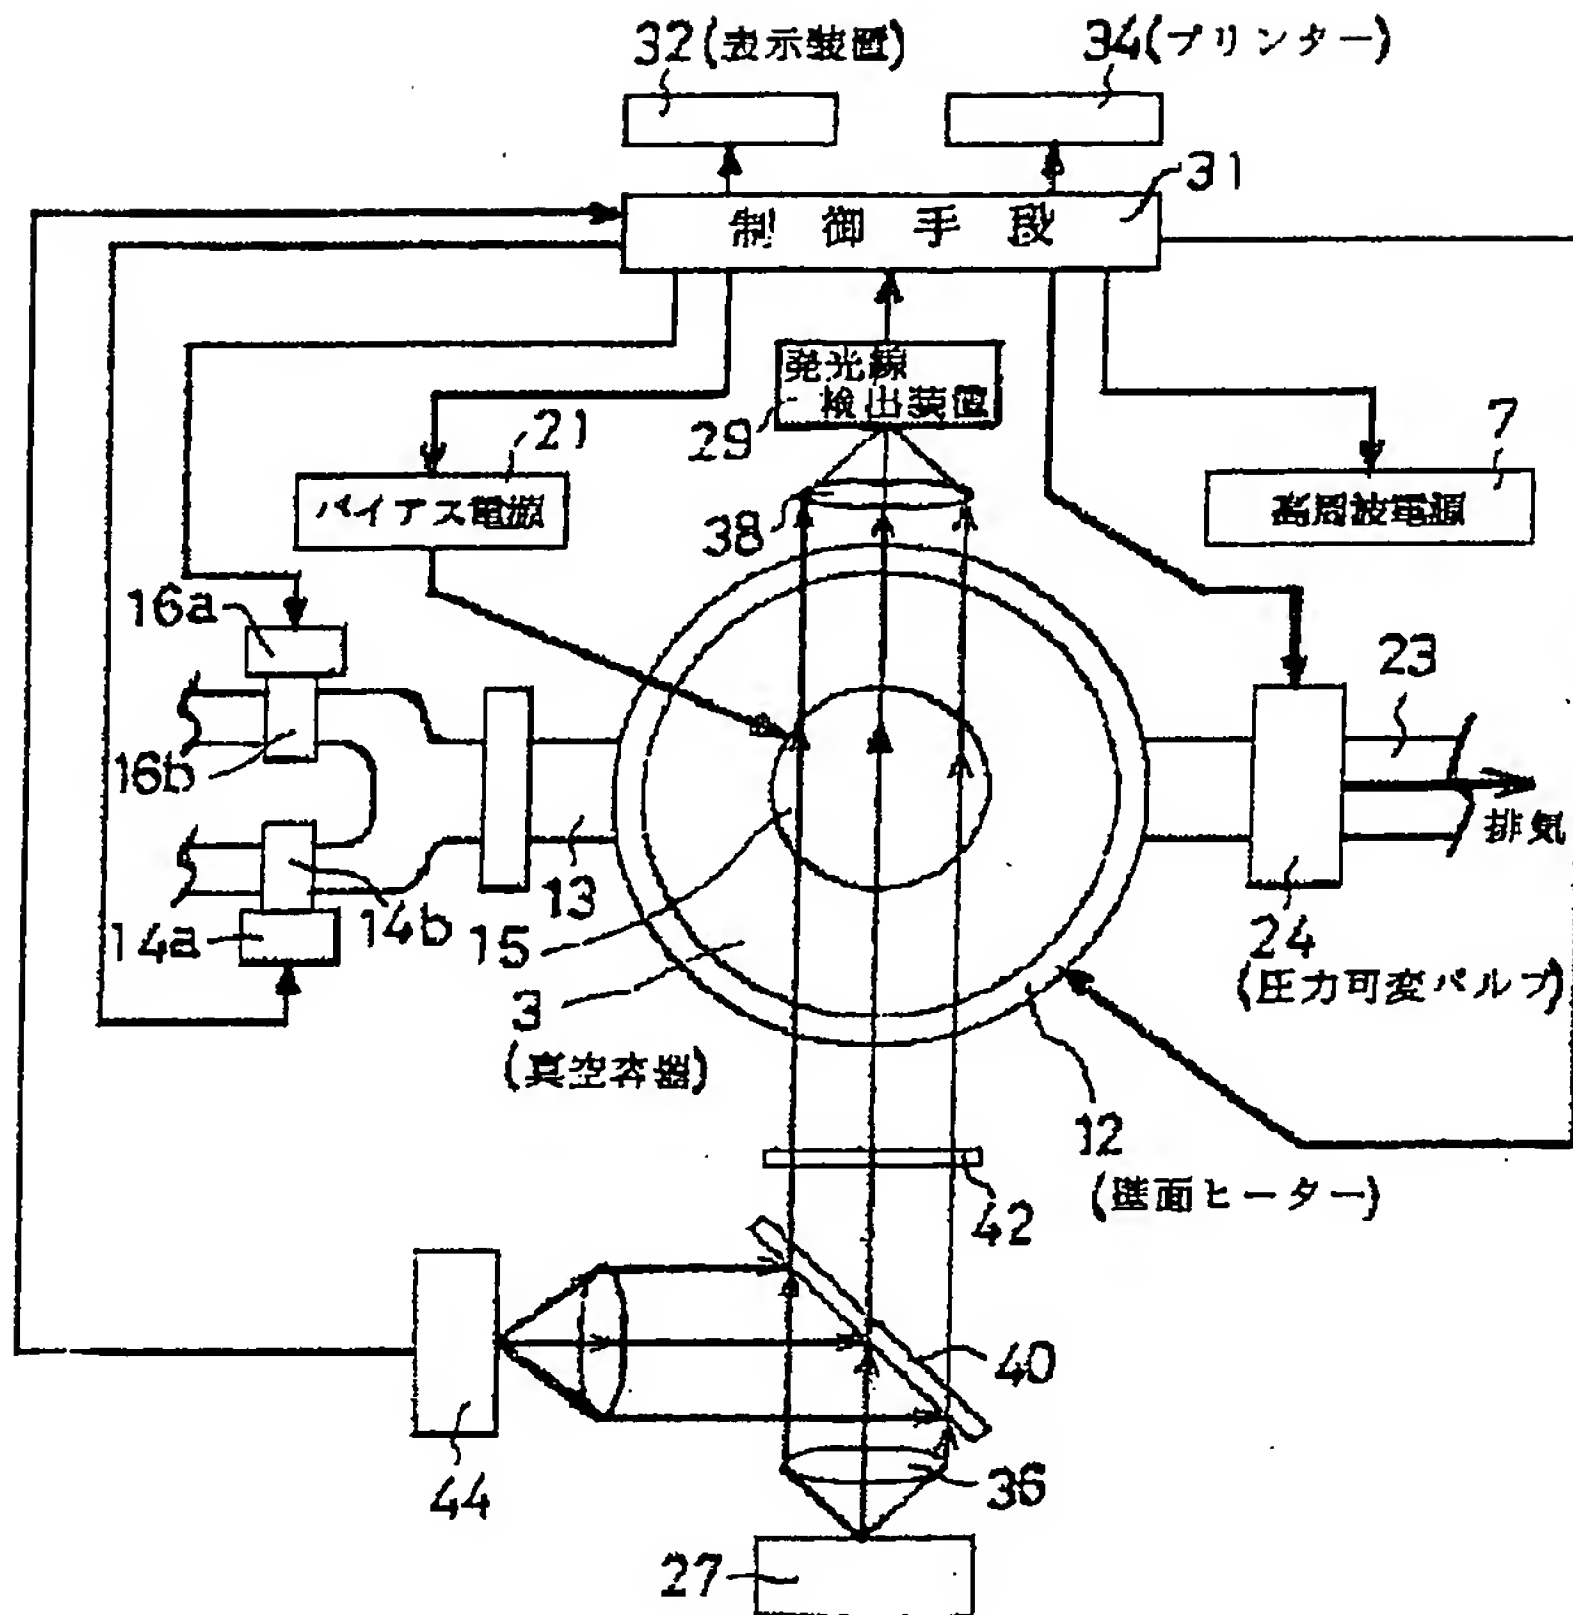 32(表示装置)
34(プリンター)
31
制御手段
発光線
検出装置
29
21
バイアス電源
7
高周波電源
38
16a
16b
23
排気
13
14b
14a
15
3
(真空容器)
24
(圧力可変バルブ)
12
(壁面ヒーター)
42
40
44
36
27